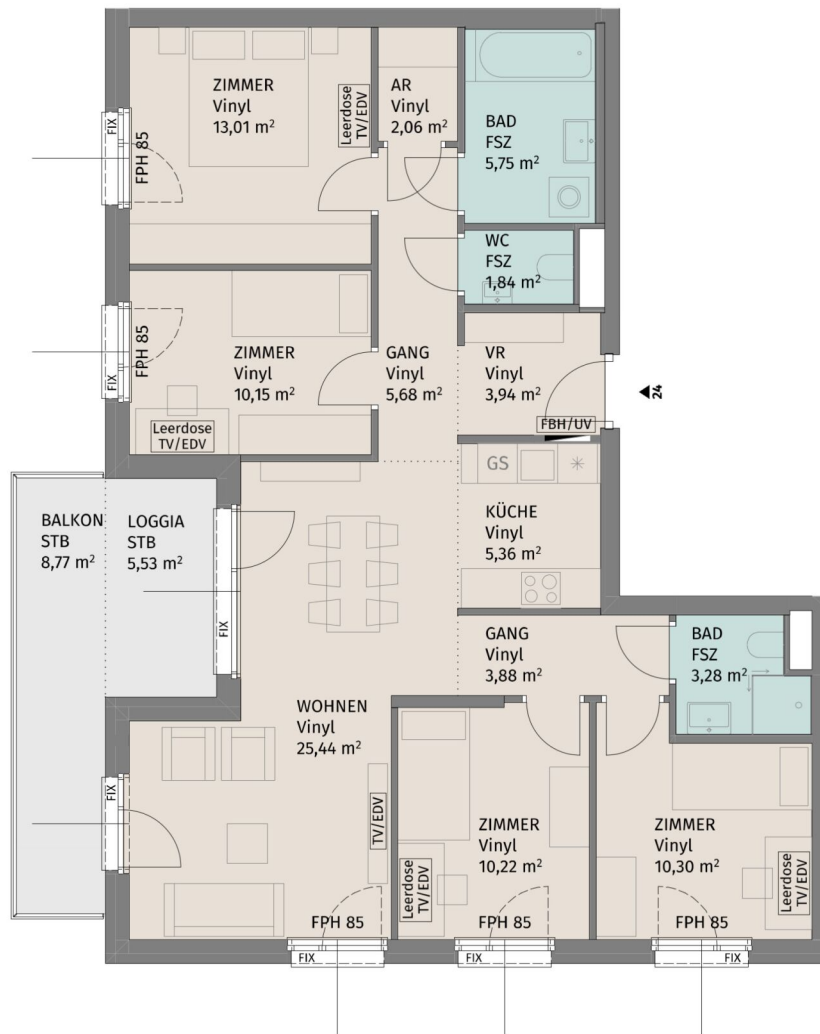 ZIMMER
Vinyl
13,01 m²
Leerdose
TV/EDV
AR
Vinyl
2,06 m²
BAD
FSZ
5,75 m²
FIX
FPH 85
WC
FSZ
1,84 m²
ZIMMER
Vinyl
10,15 m²
GANG
Vinyl
5,68 m²
VR
Vinyl
3,94 m²
24
FIX
FPH 85
Leerdose
TV/EDV
FBH/UV
GS
KÜCHE
Vinyl
5,36 m²
BALKON
STB
8,77 m²
LOGGIA
STB
5,53 m²
FIX
GANG
Vinyl
3,88 m²
BAD
FSZ
3,28 m²
WOHNEN
Vinyl
25,44 m²
FIX
TV/EDV
ZIMMER
Vinyl
10,22 m²
Leerdose
TV/EDV
ZIMMER
Vinyl
10,30 m²
Leerdose
TV/EDV
FPH 85
FPH 85
FPH 85
FIX
FIX
FIX